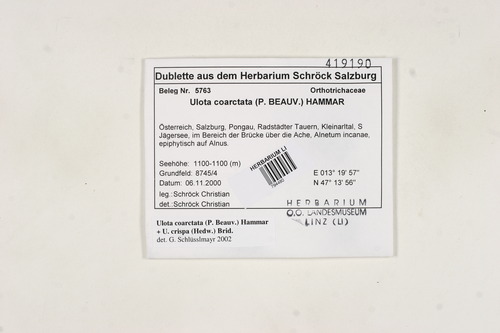 419190
Dublette aus dem Herbarium Schröck Salzburg
Beleg Nr. 5763 Orthotrichaceae
Ulota coarctata (P. BEAUV.) HAMMAR
Österreich, Salzburg, Pongau, Radstädter Tauern, Kleinarltal, S
Jägersee, im Bereich der Brücke über die Ache, Alnetum incanae,
epiphytisch auf Alnus.
Seehöhe: 1100-1100 (m)
Grundfeld: 8745/4 E 013° 19' 57"
Datum: 06.11.2000 N 47° 13' 56"
leg.:Schröck Christian
det.:Schröck Christian
HERBARIUM LI
HERBARIUM
O.Ö. LANDESMUSEUM
LINZ (LI)
Ulota coarctata (P. Beauv.) Hammar
+ U. crispa (Hedw.) Brid.
det. G. Schlüsslmayr 2002